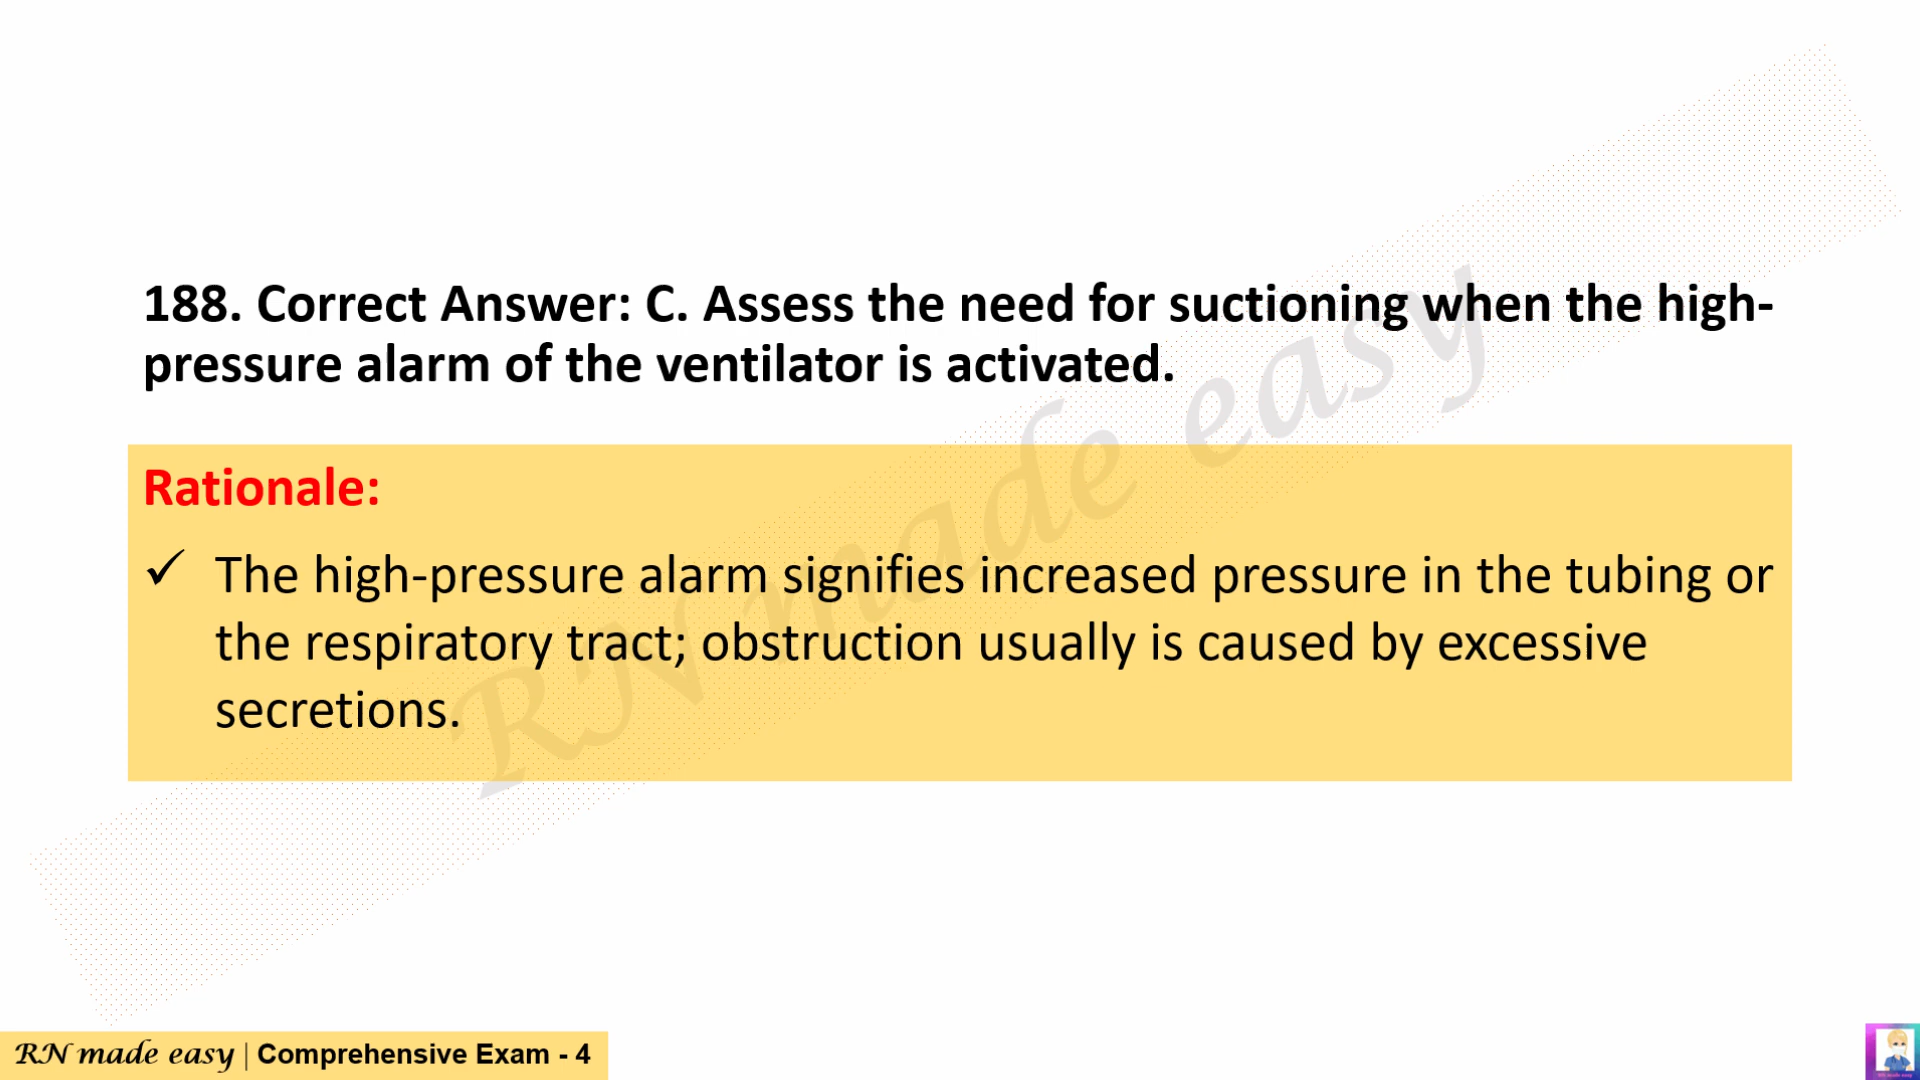 188. Correct Answer: C. Assess the need for suctioning when the high-
pressure alarm of the ventilator is activated.
Rationale:
✓ The high-pressure alarm signifies increased pressure in the tubing or
the respiratory tract; obstruction usually is caused by excessive
secretions.
RN made easy
RN made easy | Comprehensive Exam - 4